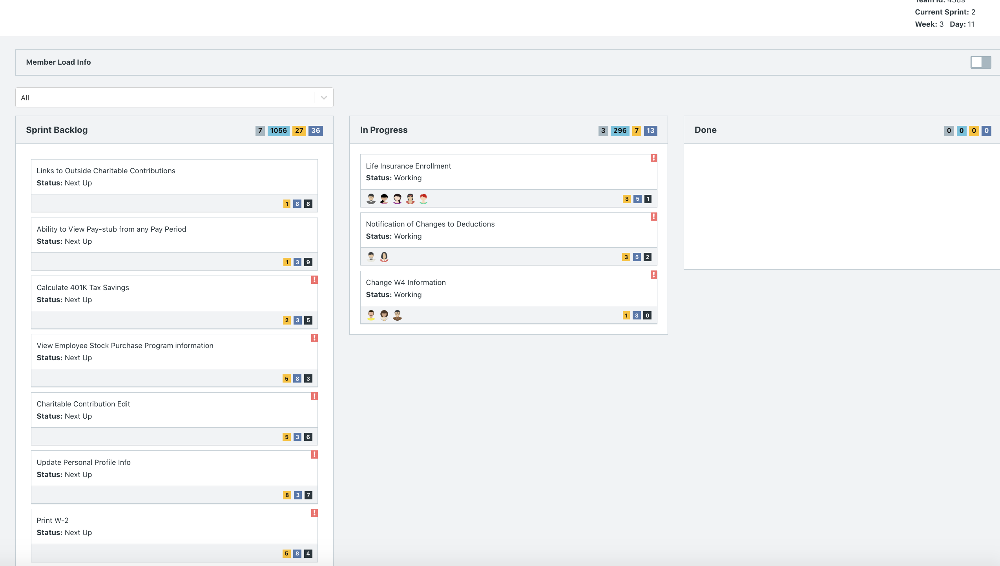 Team Id: 4589
Current Sprint: 2
Week: 3 Day: 11
Member Load Info
All
Sprint Backlog 7 1056 27 36
Links to Outside Charitable Contributions
Status: Next Up
1 8 8
Ability to View Pay-stub from any Pay Period
Status: Next Up
1 3 9
!
Calculate 401K Tax Savings
Status: Next Up
2 3 5
!
View Employee Stock Purchase Program information
Status: Next Up
5 8 3
!
Charitable Contribution Edit
Status: Next Up
5 3 6
!
Update Personal Profile Info
Status: Next Up
8 3 7
!
Print W-2
Status: Next Up
5 8 4
In Progress 3 296 7 13
!
Life Insurance Enrollment
Status: Working
3 5 1
!
Notification of Changes to Deductions
Status: Working
3 5 2
!
Change W4 Information
Status: Working
1 3 0
Done 0 0 0 0